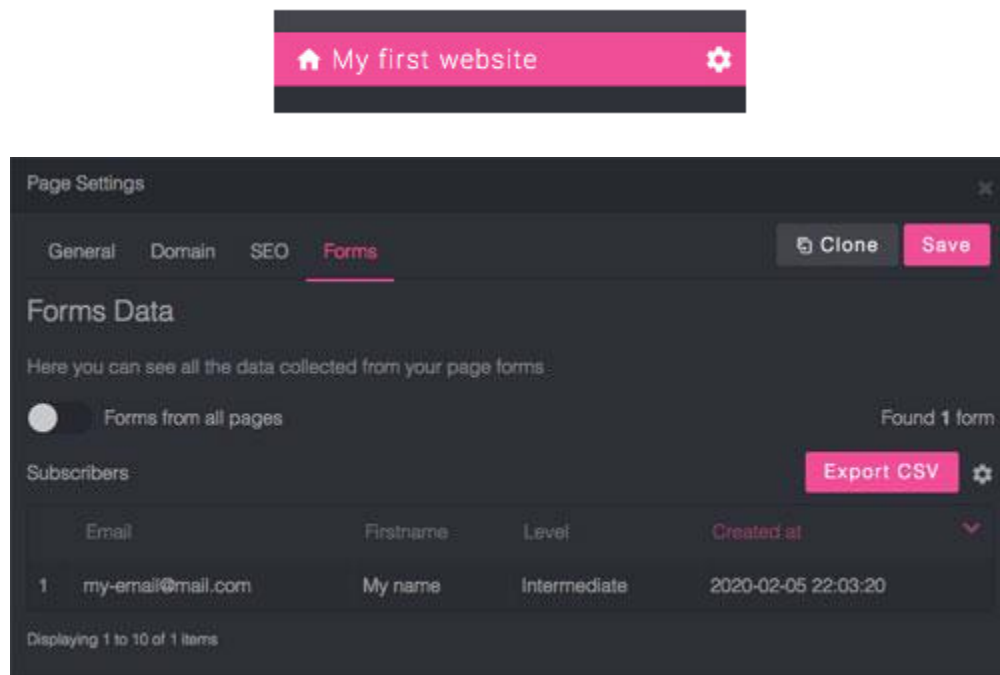 My first website
Page Settings
General Domain SEO Forms Clone Save
Forms Data
Here you can see all the data collected from your page forms
Forms from all pages Found 1 form
Subscribers Export CSV
Email Firstname Level Created at
1 my-email@mail.com My name Intermediate 2020-02-05 22:03:20
Displaying 1 to 10 of 1 items